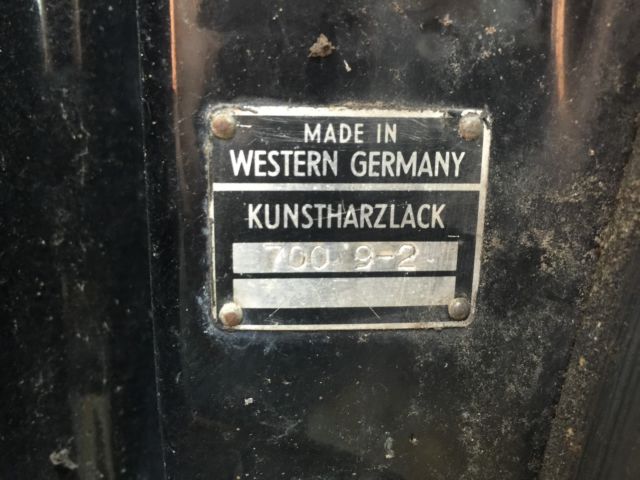 MADE IN
WESTERN GERMANY
KUNSTHARZLACK
700 9-2